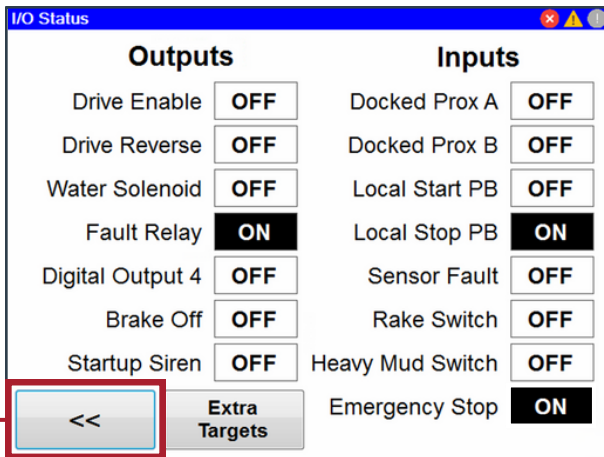 I/O Status
Outputs Inputs
Drive Enable OFF Docked Prox A OFF
Drive Reverse OFF Docked Prox B OFF
Water Solenoid OFF Local Start PB OFF
Fault Relay ON Local Stop PB ON
Digital Output 4 OFF Sensor Fault OFF
Brake Off OFF Rake Switch OFF
Startup Siren OFF Heavy Mud Switch OFF
<< Extra Targets Emergency Stop ON